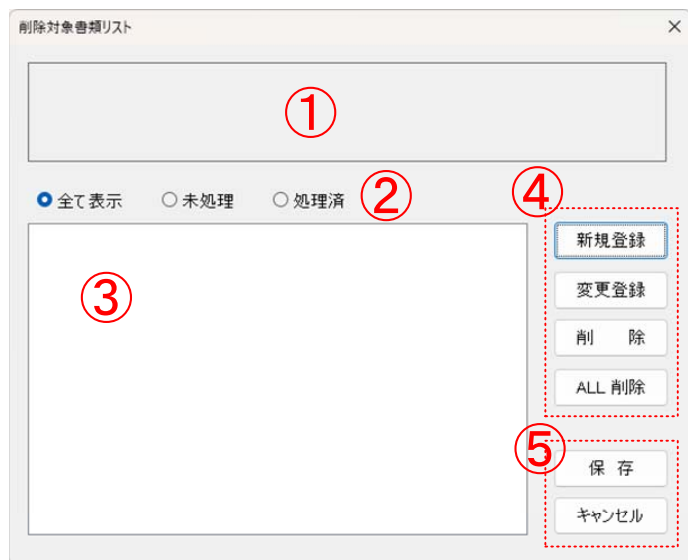 削除対象書類リスト
①
全て表示 未処理 処理済 ②
③
④
新規登録
変更登録
削　除
ALL 削除
⑤
保 存
キャンセル